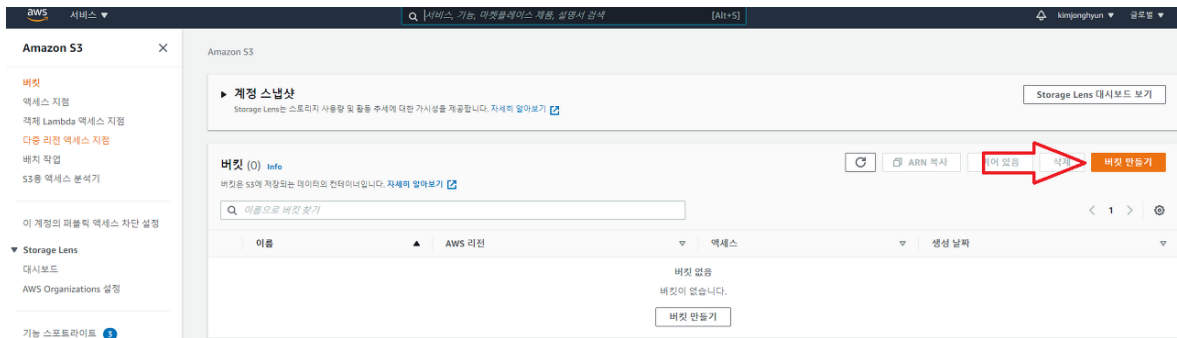 aws 서비스 ▼ 서비스, 기능, 마켓플레이스 제품, 설명서 검색 [Alt+S] kimjonghyun ▼ 글로벌 ▼
Amazon S3
버킷
액세스 지점
객체 Lambda 액세스 지점
다중 리전 액세스 지점
배치 작업
S3용 액세스 분석기
이 계정의 퍼블릭 액세스 차단 설정
▼ Storage Lens
대시보드
AWS Organizations 설정
기능 스포트라이트 3
Amazon S3
▶ 계정 스냅샷
Storage Lens는 스토리지 사용량 및 활동 추세에 대한 가시성을 제공합니다. 자세히 알아보기
Storage Lens 대시보드 보기
버킷 (0) Info
버킷은 S3에 저장되는 데이터의 컨테이너입니다. 자세히 알아보기
ARN 복사 있음 삭제 버킷 만들기
이름으로 버킷 찾기
< 1 >
이름 ▲ AWS 리전 ▽ 액세스 ▽ 생성 날짜 ▽
버킷 없음
버킷이 없습니다.
버킷 만들기